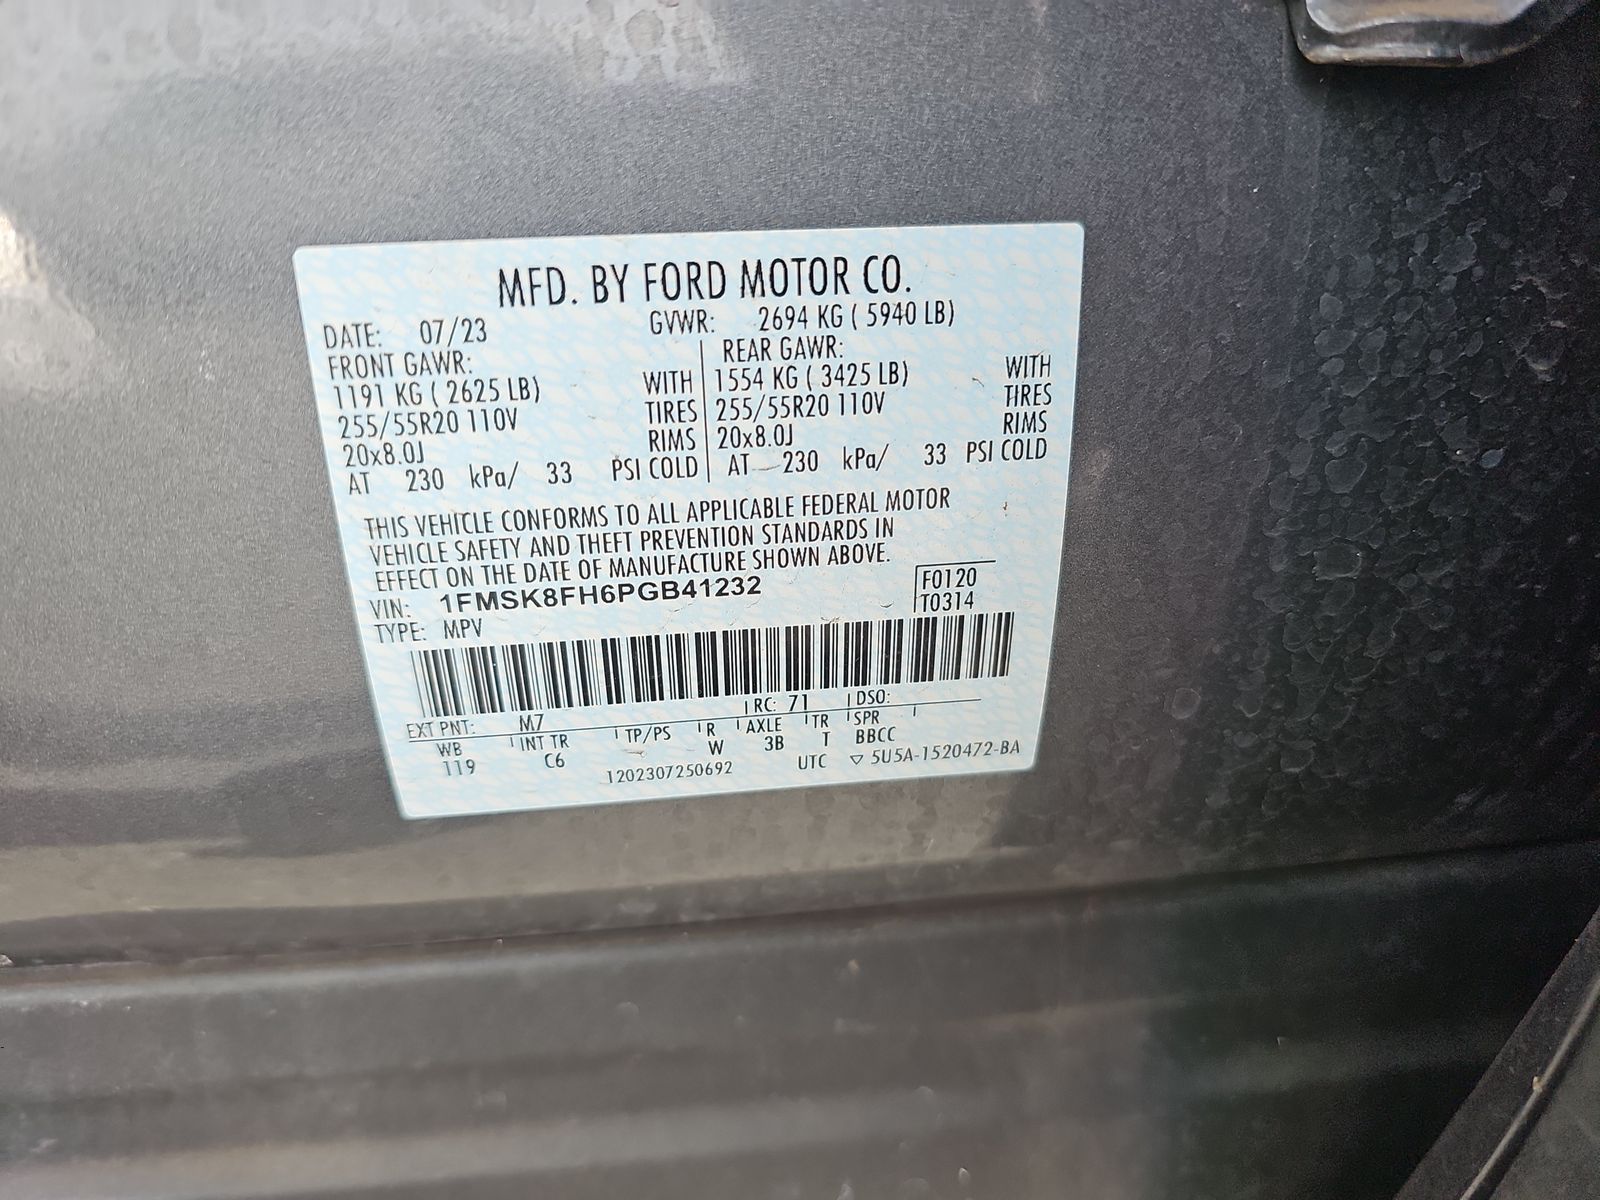 MFD. BY FORD MOTOR CO.
DATE: 07/23 GVWR: 2694 KG ( 5940 LB)
FRONT GAWR: REAR GAWR:
1191 KG ( 2625 LB) WITH 1554 KG ( 3425 LB) WITH
255/55R20 110V TIRES 255/55R20 110V TIRES
20x8.0J RIMS 20x8.0J RIMS
AT 230 kPa/ 33 PSI COLD AT 230 kPa/ 33 PSI COLD
THIS VEHICLE CONFORMS TO ALL APPLICABLE FEDERAL MOTOR
VEHICLE SAFETY AND THEFT PREVENTION STANDARDS IN
EFFECT ON THE DATE OF MANUFACTURE SHOWN ABOVE.
VIN: 1FMSK8FH6PGB41232 F0120
TYPE: MPV T0314
EXT PNT: M7 RC: 71 DSO:
WB INT TR TP/PS R AXLE TR SPR
119 C6 W 3B T BBCC
1202307250692 UTC ▽ 5U5A-1520472-BA